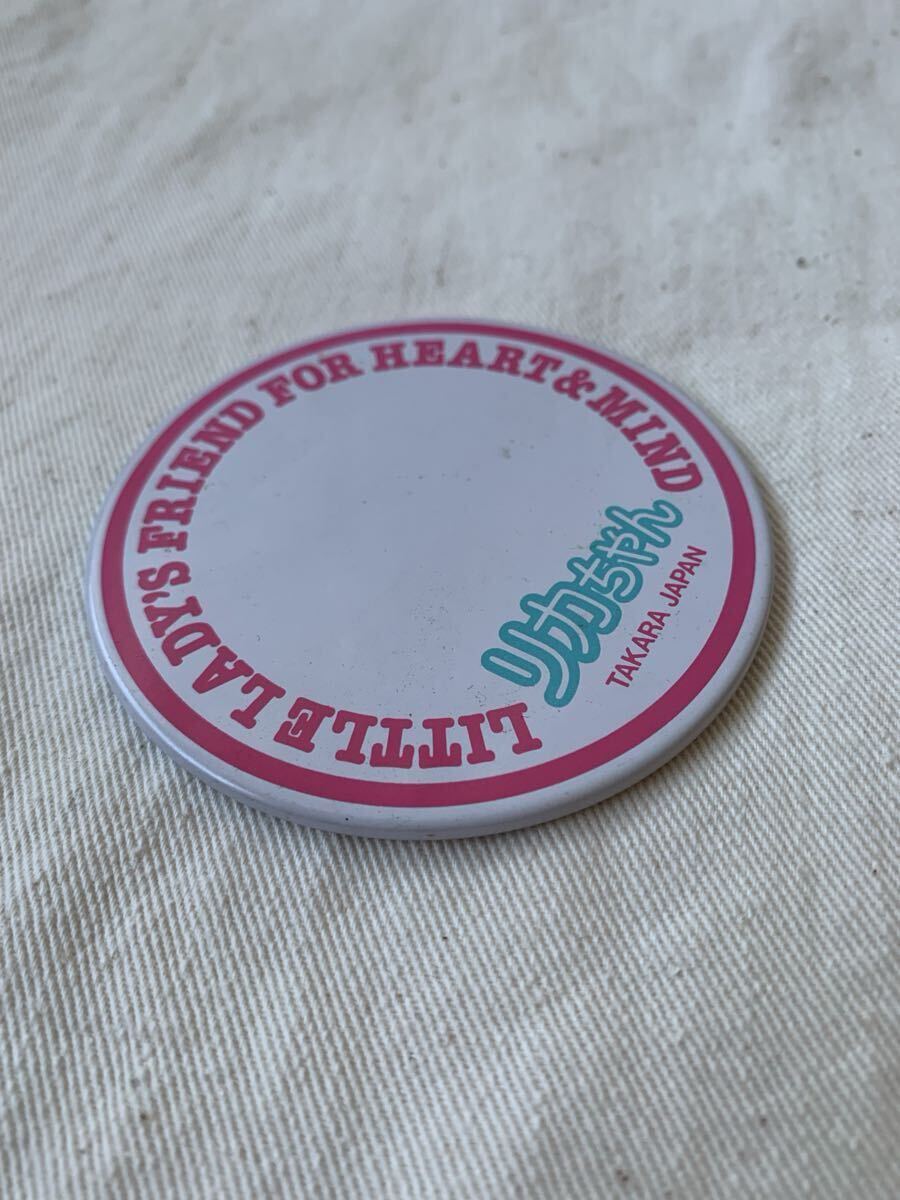 LITTLE LADY'S FRIEND FOR HEART & MIND
リカちゃん
TAKARA JAPAN